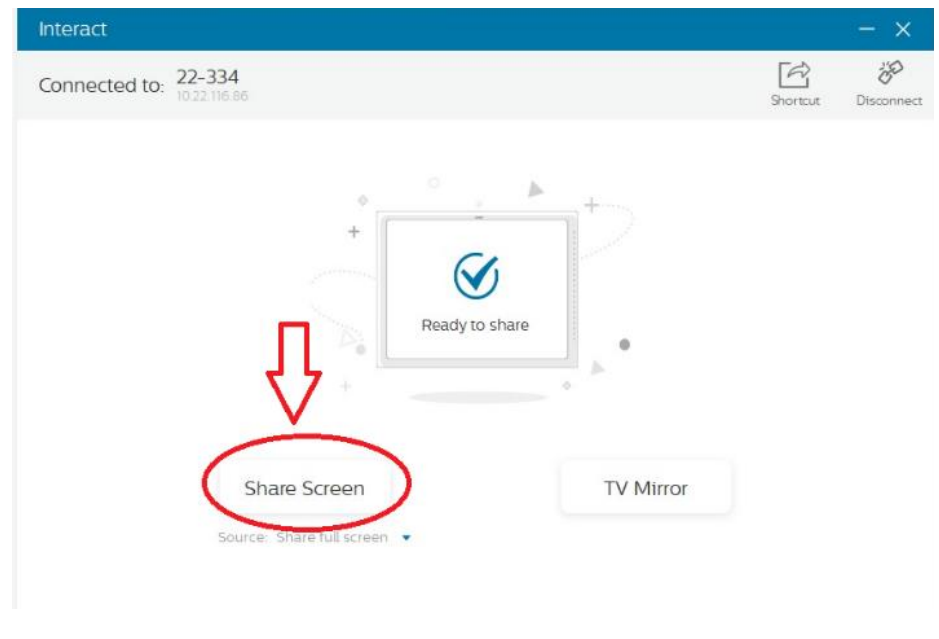 Interact
Connected to: 22-334
10.22.116.86
Shortcut
Disconnect
Ready to share
Share Screen
TV Mirror
Source: Share full screen